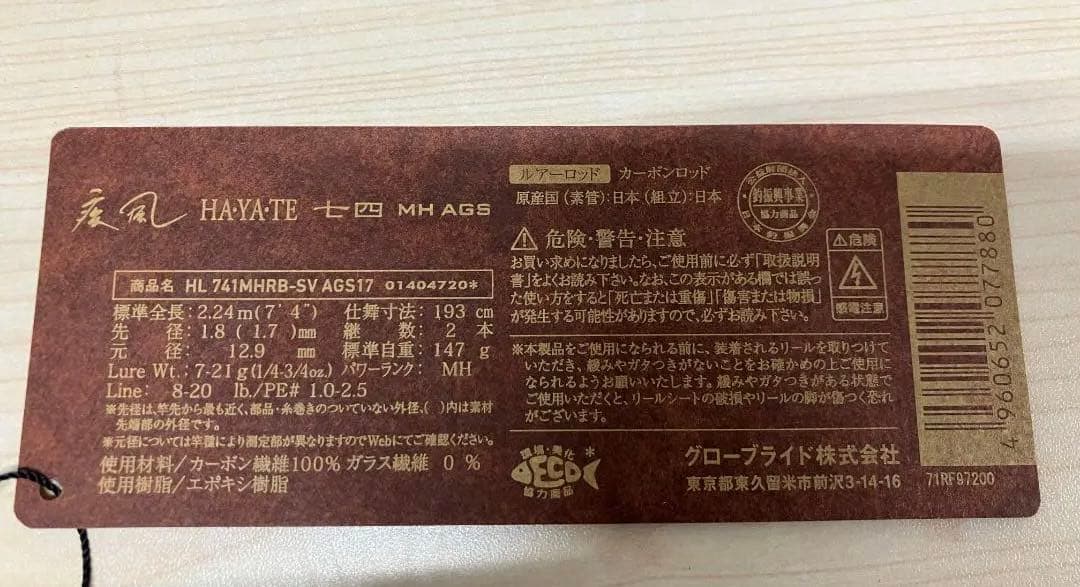 疾風 HA・YA・TE 七四 MH AGS
商品名 HL 741MHRB-SV AGS17 01404720*
標準全長：2.24m(7'4") 仕舞寸法：193 cm
先 径：1.8 (1.7)mm 継 数：2 本
元 径：12.9 mm 標準自重：147 g
Lure Wt.：7-21g(1/4-3/4oz.) パワーランク：MH
Line： 8-20 lb./PE# 1.0-2.5
※先径は、竿先から最も近く、部品・糸巻きのついていない外径、( )内は素材
先端部の外径です。
※元径については竿種により測定部が異なりますのでWebにてご確認ください。
使用材料／カーボン繊維100% ガラス繊維 0 %
使用樹脂／エポキシ樹脂
ルアーロッド カーボンロッド
原産国(素管)：日本(組立)：日本
釣振興事業
協力商品
⚠危険・警告・注意
お買い求めになりましたら、ご使用前に必ず「取扱説明
書」をよくお読み下さい。なお、この表示がある欄では誤っ
た使い方をすると「死亡または重傷」「傷害または物損」
が発生する可能性がありますので、必ずお読み下さい。
⚠危険
感電注意
※本製品をご使用になられる前に、装着されるリールを取りつけて
いただき、緩みやガタつきがないことをお確かめの上ご使用に
なられるようお願いいたします。緩みやガタつきがある状態で
ご使用いただくと、リールシートの破損やリールの脚が傷つく恐れ
がございます。
環境・美化
DECO
協力商品
グローブライド株式会社
東京都東久留米市前沢3-14-16
4 960652 077880
71RF97200